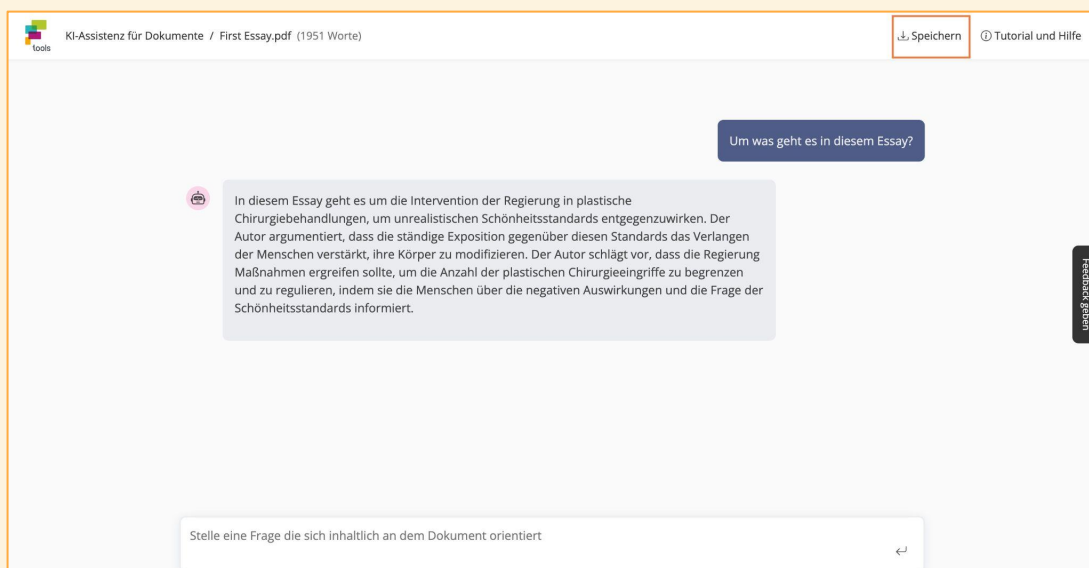 tools
KI-Assistenz für Dokumente / First Essay.pdf (1951 Worte)
Speichern
Tutorial und Hilfe
Um was geht es in diesem Essay?
In diesem Essay geht es um die Intervention der Regierung in plastische
Chirurgiebehandlungen, um unrealistischen Schönheitsstandards entgegenzuwirken. Der
Autor argumentiert, dass die ständige Exposition gegenüber diesen Standards das Verlangen
der Menschen verstärkt, ihre Körper zu modifizieren. Der Autor schlägt vor, dass die Regierung
Maßnahmen ergreifen sollte, um die Anzahl der plastischen Chirurgieeingriffe zu begrenzen
und zu regulieren, indem sie die Menschen über die negativen Auswirkungen und die Frage der
Schönheitsstandards informiert.
Feedback geben
Stelle eine Frage die sich inhaltlich an dem Dokument orientiert